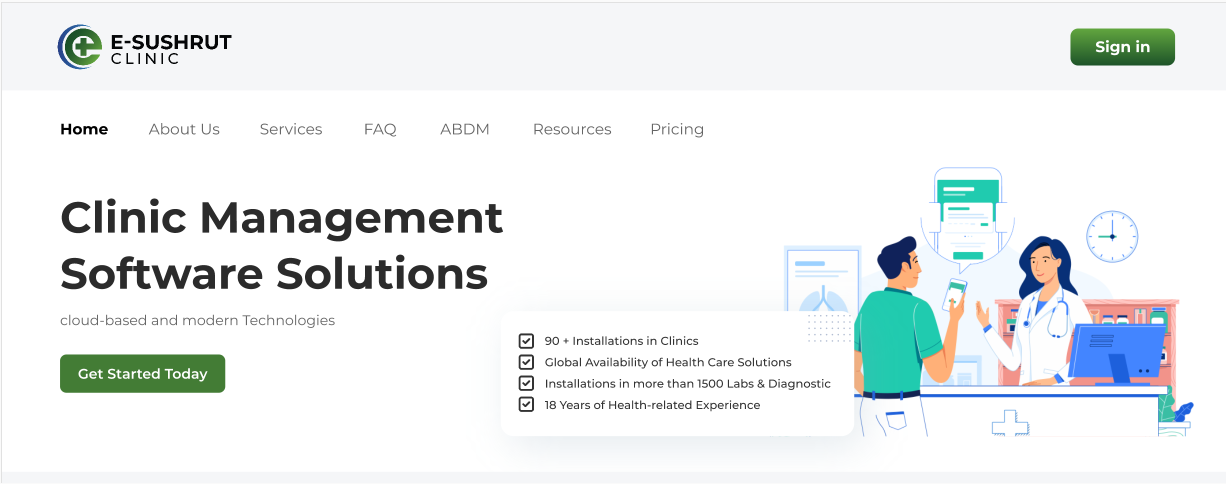 E-SUSHRUT
CLINIC
Sign in
Home About Us Services FAQ ABDM Resources Pricing
Clinic Management
Software Solutions
cloud-based and modern Technologies
Get Started Today
90 + Installations in Clinics
Global Availability of Health Care Solutions
Installations in more than 1500 Labs & Diagnostic
18 Years of Health-related Experience